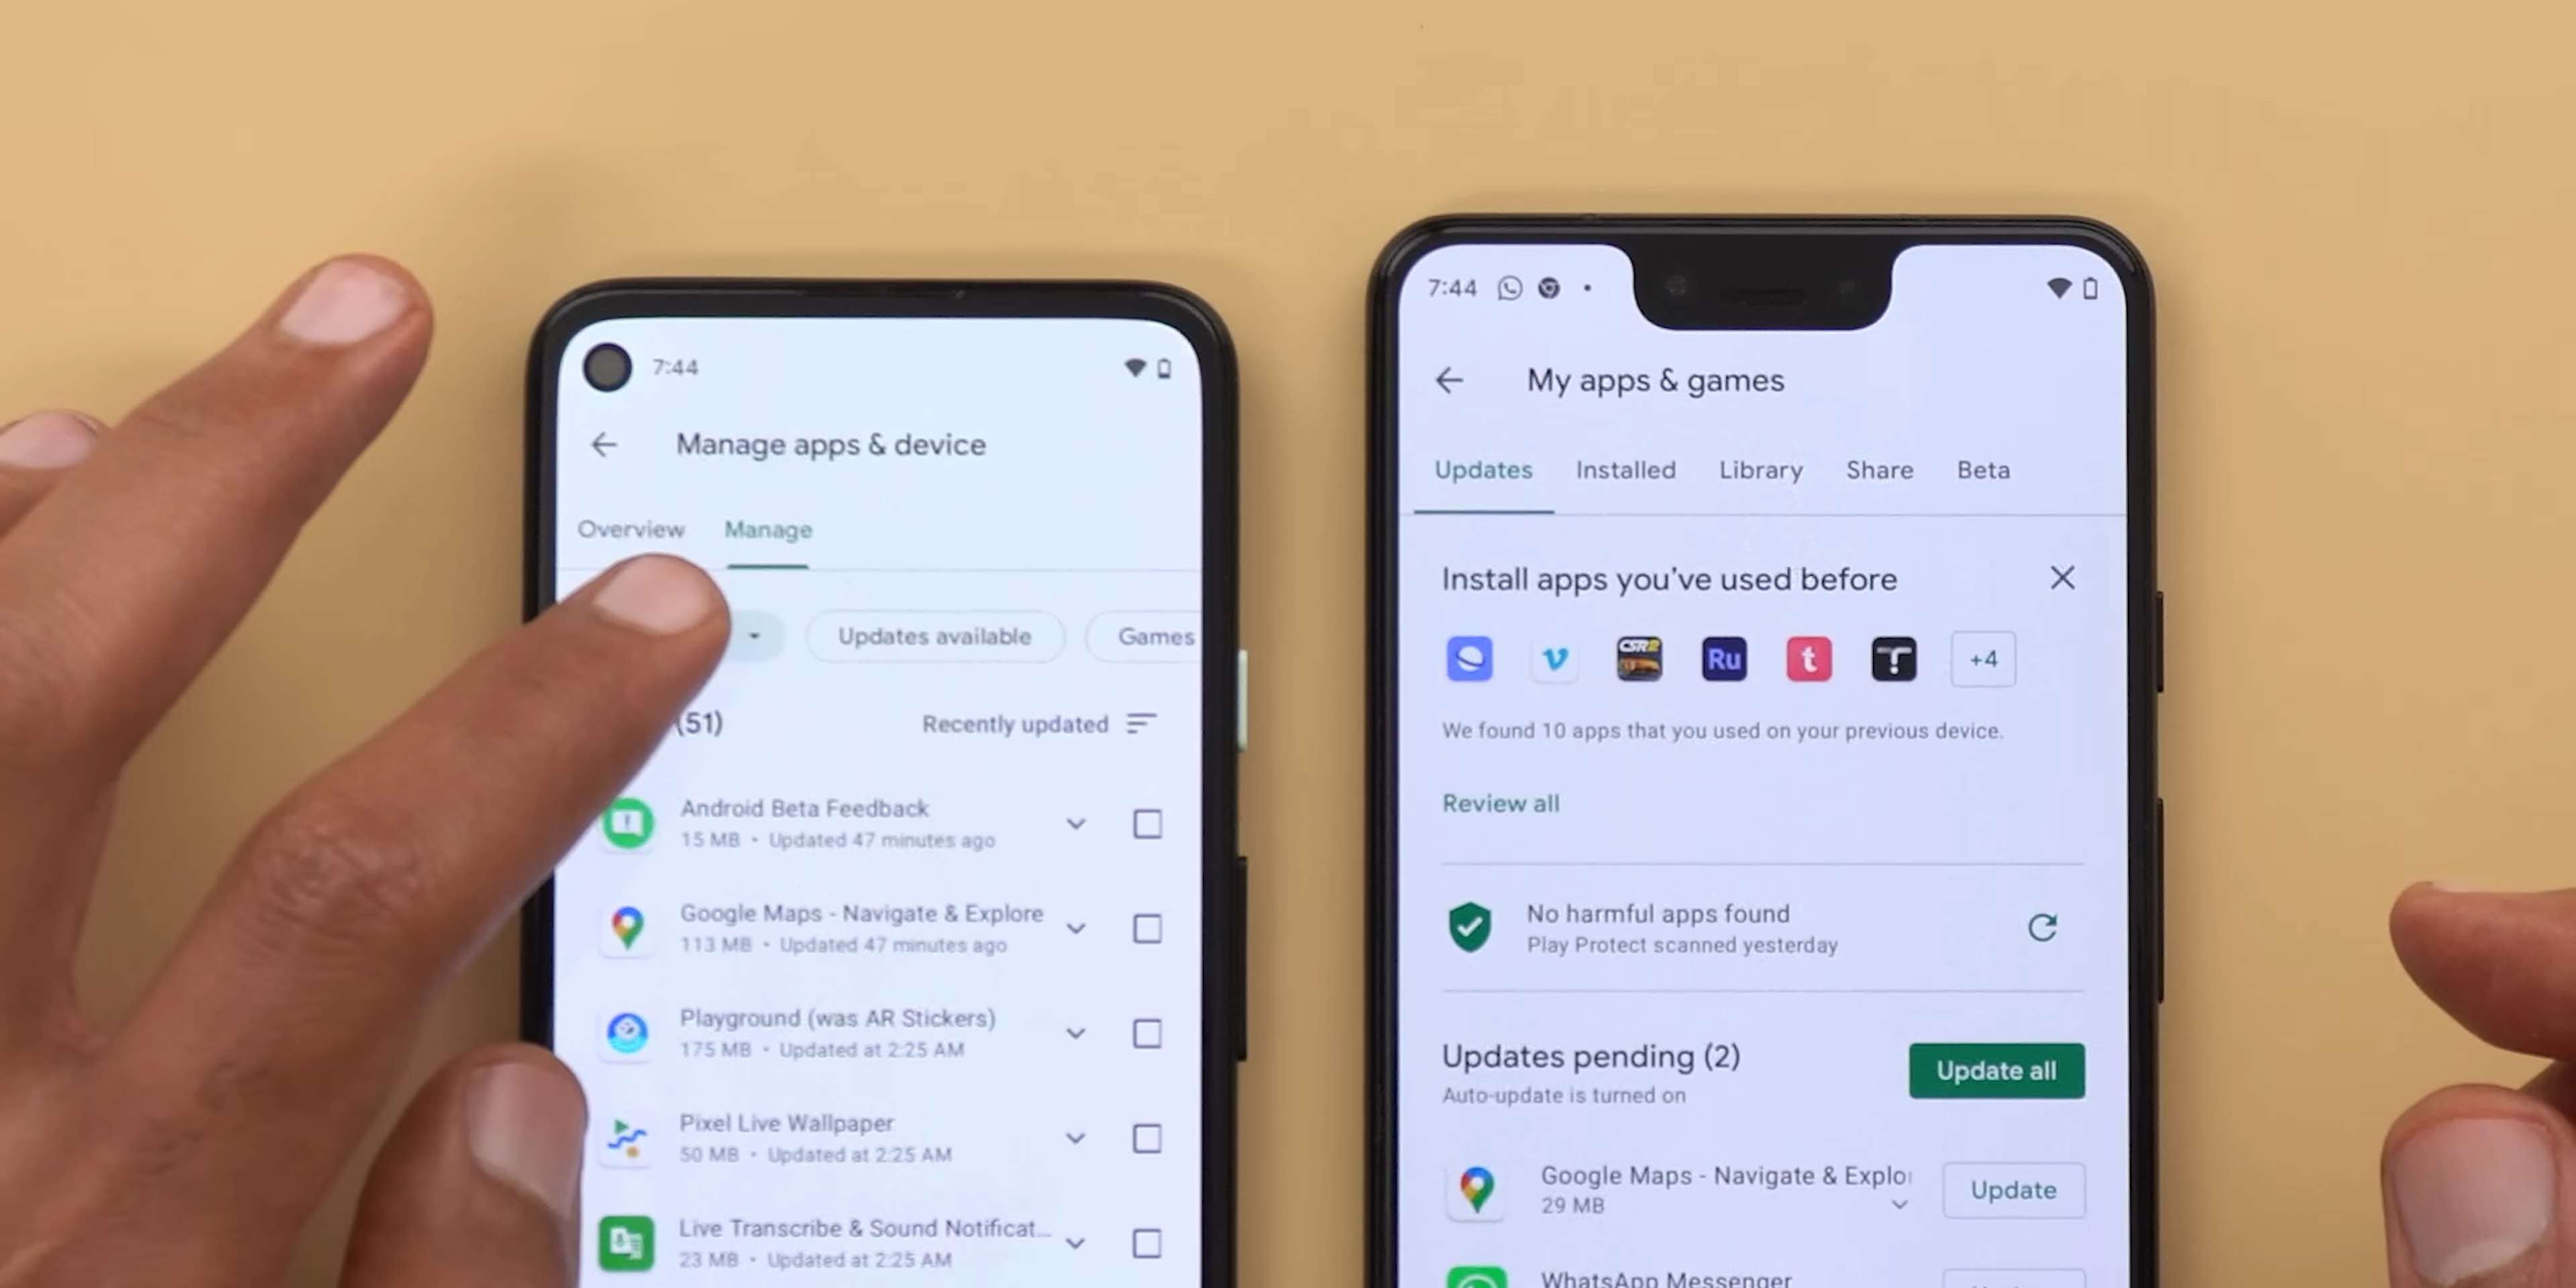 7:44
Manage apps & device
Overview Manage
Updates available Games
(51) Recently updated
Android Beta Feedback
15 MB • Updated 47 minutes ago
Google Maps - Navigate & Explore
113 MB • Updated 47 minutes ago
Playground (was AR Stickers)
175 MB • Updated at 2:25 AM
Pixel Live Wallpaper
50 MB • Updated at 2:25 AM
Live Transcribe & Sound Notificat...
23 MB • Updated at 2:25 AM
7:44
My apps & games
Updates Installed Library Share Beta
Install apps you've used before
CSR2 Ru t +4
We found 10 apps that you used on your previous device.
Review all
No harmful apps found
Play Protect scanned yesterday
Updates pending (2)
Update all
Auto-update is turned on
Google Maps - Navigate & Explo
29 MB
Update
WhatsApp Messenger